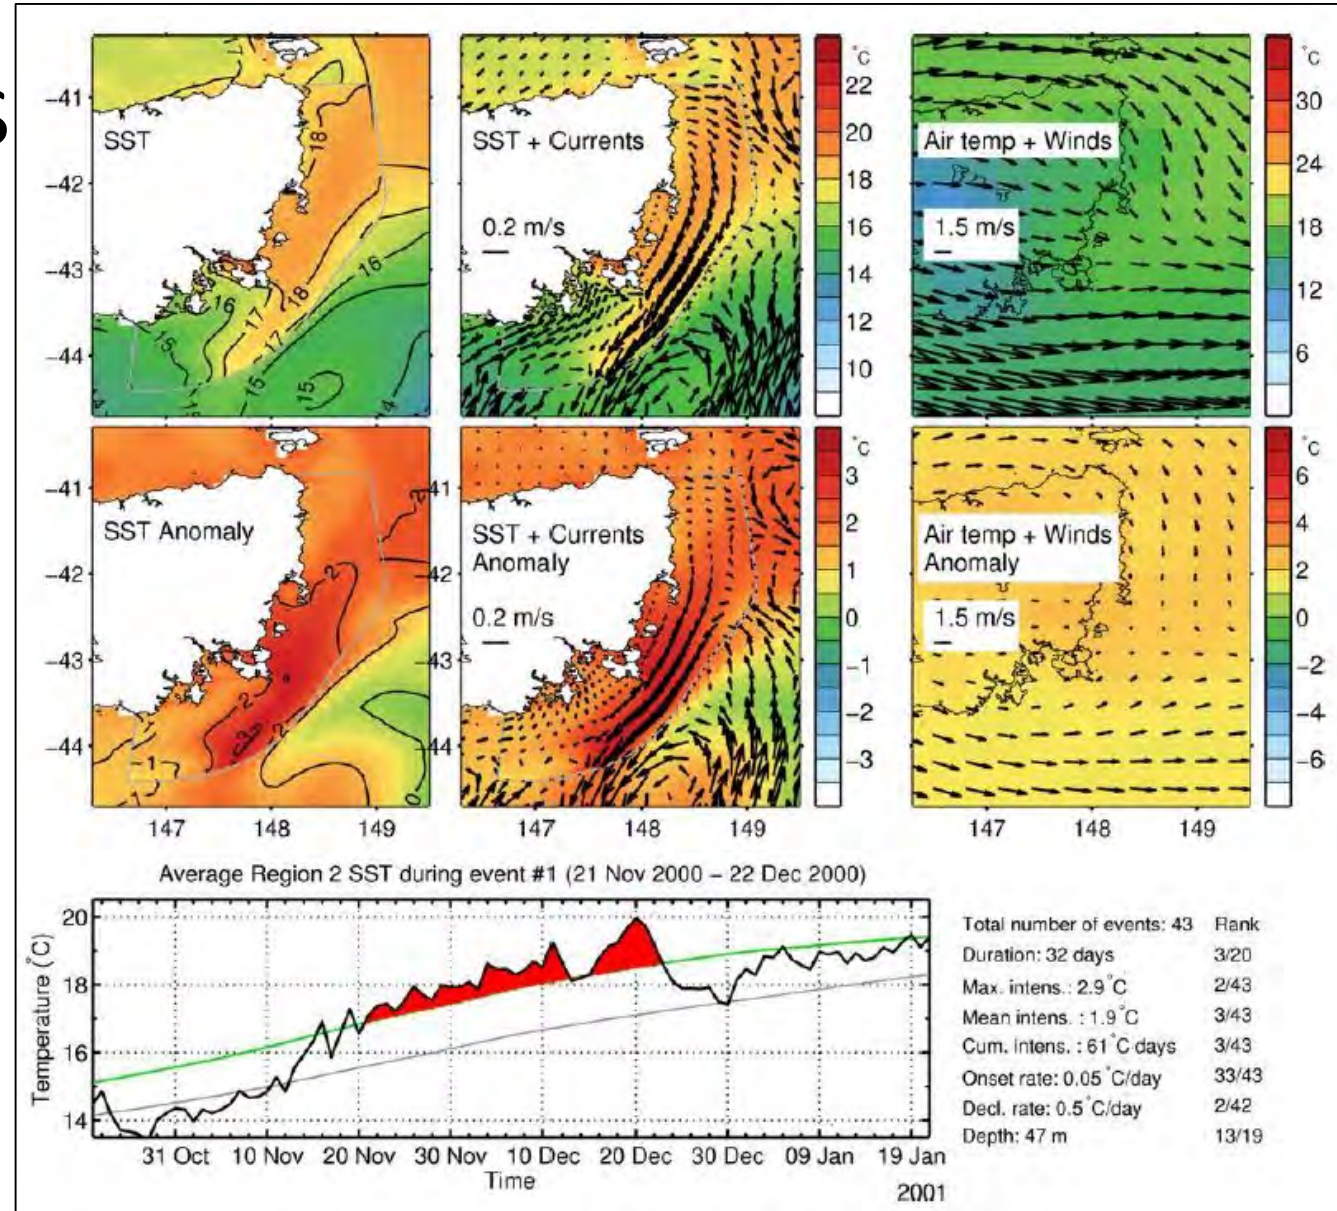 S
SST
SST + Currents
0.2 m/s
Air temp + Winds
1.5 m/s
-41
-42
-43
-44
18
16
18
17
17
16
15
15
15
14
°C
22
20
18
16
14
12
10
°C
30
24
18
12
6
SST Anomaly
SST + Currents
Anomaly
0.2 m/s
Air temp + Winds
Anomaly
1.5 m/s
-41
-42
-43
-44
-41
-42
-43
-44
2
2
2
3
2
1
0
°C
3
2
1
0
-1
-2
-3
°C
6
4
2
0
-2
-4
-6
147 148 149
147 148 149
147 148 149
Average Region 2 SST during event #1 (21 Nov 2000 – 22 Dec 2000)
Temperature (°C)
20
18
16
14
31 Oct 10 Nov 20 Nov 30 Nov 10 Dec 20 Dec 30 Dec 09 Jan 19 Jan
Time
2001
Total number of events: 43 Rank
Duration: 32 days 3/20
Max. intens.: 2.9°C 2/43
Mean intens. : 1.9°C 3/43
Cum. intens. : 61°C days 3/43
Onset rate: 0.05°C/day 33/43
Decl. rate: 0.5°C/day 2/42
Depth: 47 m 13/19